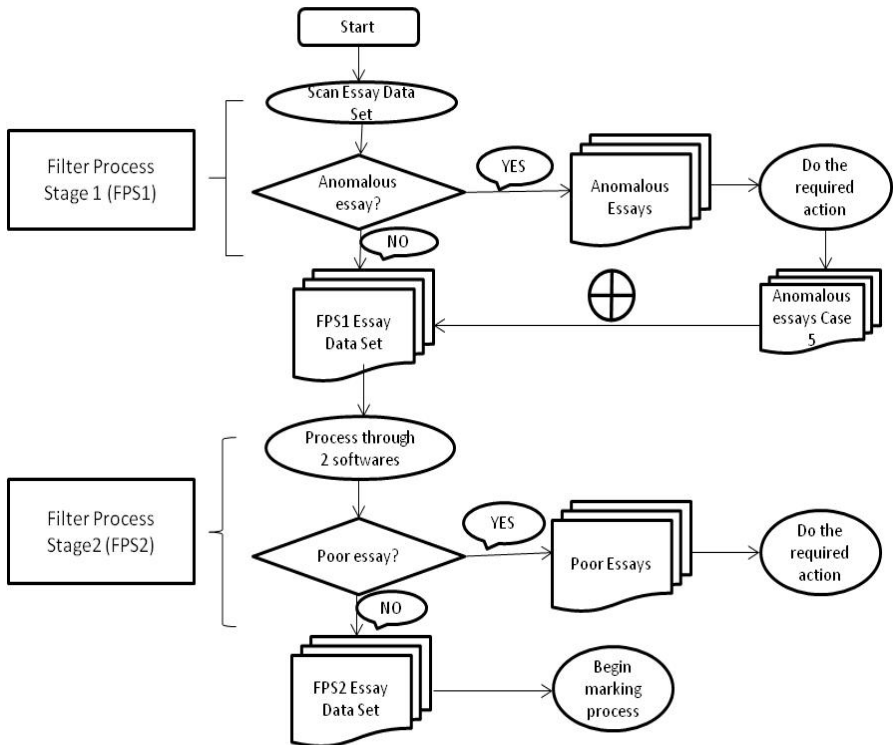 Start
Scan Essay Data
Set
Filter Process
Stage 1 (FPS1)
Anomalous
essay?
YES
Anomalous
Essays
Do the
required
action
NO
FPS1 Essay
Data Set
Anomalous
essays Case
5
Process through
2 softwares
Filter Process
Stage2 (FPS2)
Poor essay?
YES
Poor Essays
Do the
required
action
NO
FPS2 Essay
Data Set
Begin
marking
process